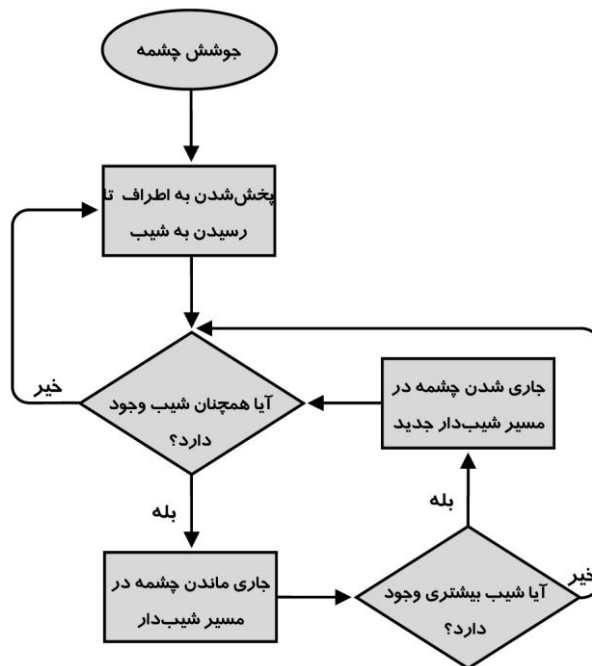 جوشش چشمه
پخش‌شدن به اطراف تا
رسیدن به شیب
آیا همچنان شیب وجود
دارد؟
خیر
بله
جاری شدن چشمه در
مسیر شیب‌دار جدید
بله
جاری ماندن چشمه در
مسیر شیب‌دار
آیا شیب بیشتری وجود
دارد؟
خیر